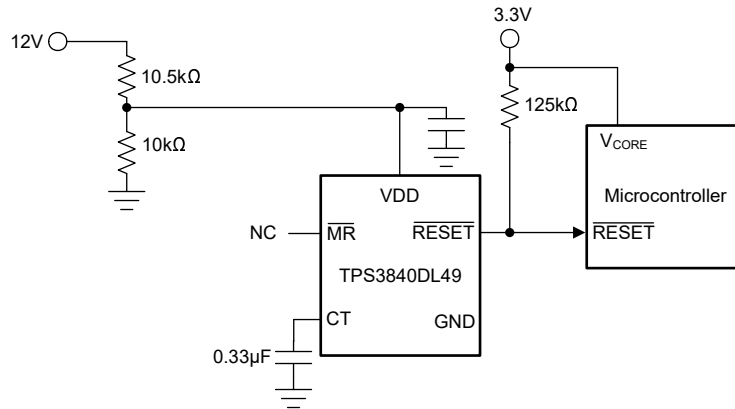 3.3V
12V
10.5kΩ
125kΩ
10kΩ
VCORE
VDD
Microcontroller
NC
MR
RESET
RESET
TPS3840DL49
CT
GND
0.33µF